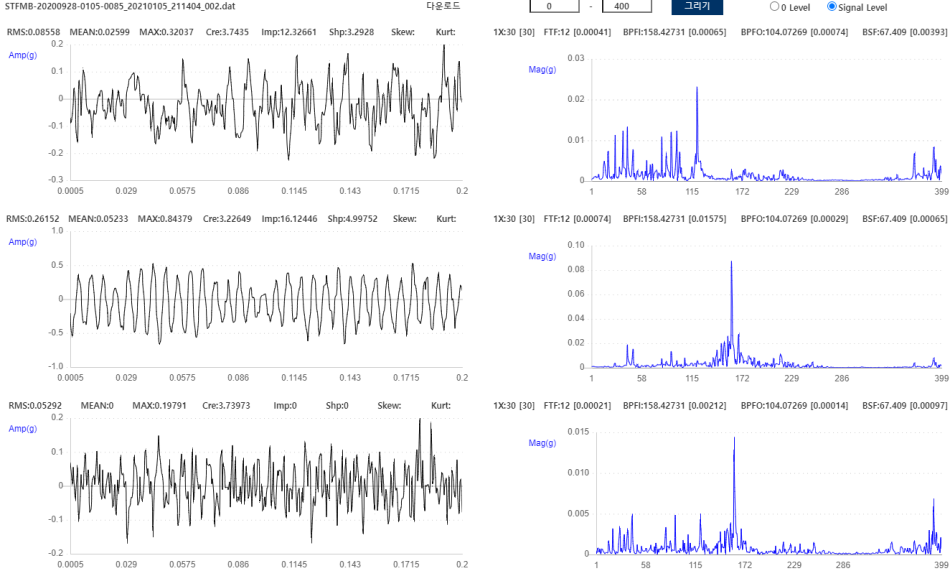 STFMB-20200928-0105-0085_20210105_211404_002.dat 다운로드 0 - 400 그리기 0 Level Signal Level
RMS:0.08558 MEAN:0.02599 MAX:0.32037 Cre:3.7435 Imp:12.32661 Shp:3.2928 Skew: Kurt:
Amp(g)
0.2
0.1
0
-0.1
-0.2
-0.3
0.0005 0.029 0.0575 0.086 0.1145 0.143 0.1715 0.2
1X:30 [30] FTF:12 [0.00041] BPFI:158.42731 [0.00065] BPFO:104.07269 [0.00074] BSF:67.409 [0.00393]
Mag(g)
0.03
0.02
0.01
0
1 58 115 172 229 286 399
RMS:0.26152 MEAN:0.05233 MAX:0.84379 Cre:3.22649 Imp:16.12446 Shp:4.99752 Skew: Kurt:
Amp(g)
1.0
0.5
0
-0.5
-1.0
0.0005 0.029 0.0575 0.086 0.1145 0.143 0.1715 0.2
1X:30 [30] FTF:12 [0.00074] BPFI:158.42731 [0.01575] BPFO:104.07269 [0.00029] BSF:67.409 [0.00065]
Mag(g)
0.10
0.08
0.06
0.04
0.02
0
1 58 115 172 229 286 399
RMS:0.05292 MEAN:0 MAX:0.19791 Cre:3.73973 Imp:0 Shp:0 Skew: Kurt:
Amp(g)
0.2
0.1
0
-0.1
-0.2
0.0005 0.029 0.0575 0.086 0.1145 0.143 0.1715 0.2
1X:30 [30] FTF:12 [0.00021] BPFI:158.42731 [0.00212] BPFO:104.07269 [0.00014] BSF:67.409 [0.00097]
Mag(g)
0.015
0.010
0.005
0
1 58 115 172 229 286 399